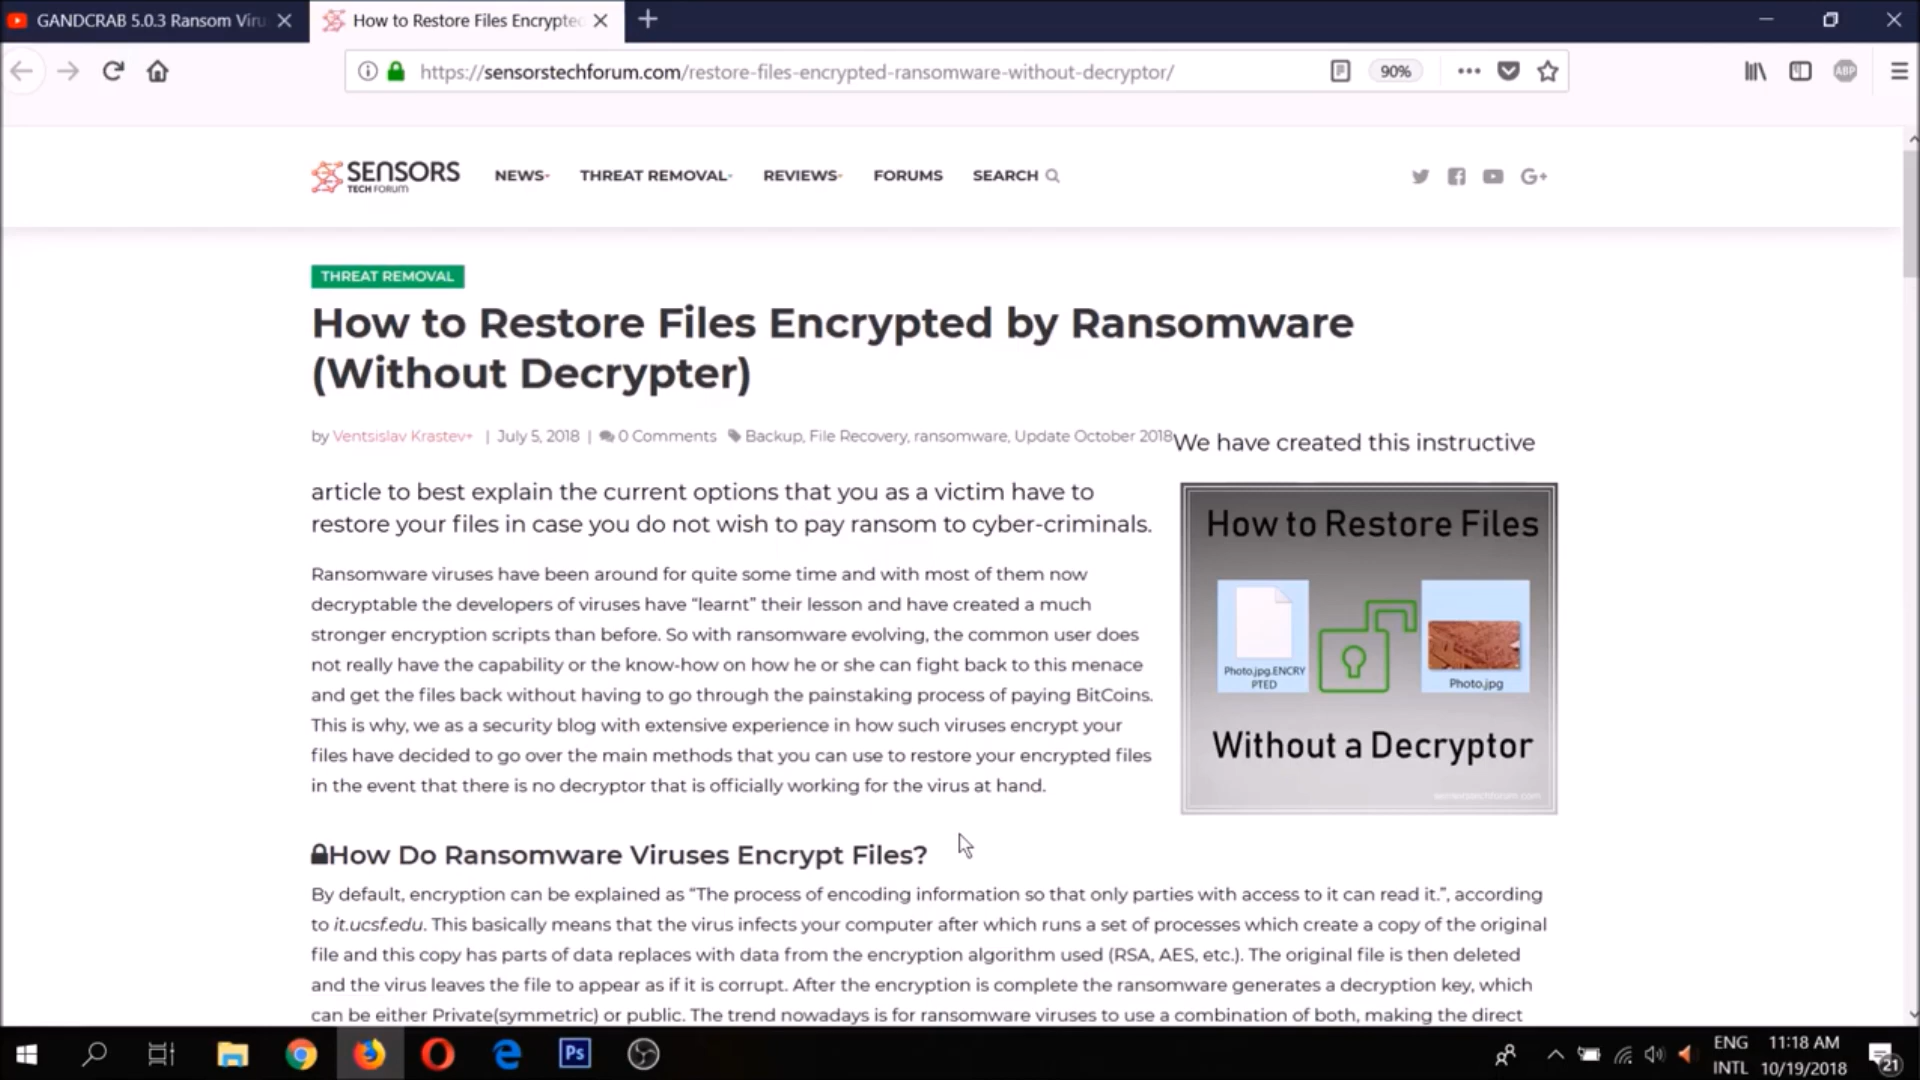 GANDCRAB 5.0.3 Ransom Viru
How to Restore Files Encrypted
https://sensorstechforum.com/restore-files-encrypted-ransomware-without-decryptor/
90%
ABP
SENSORS
TECH FORUM
NEWS
THREAT REMOVAL
REVIEWS
FORUMS
SEARCH
G+
THREAT REMOVAL
How to Restore Files Encrypted by Ransomware
(Without Decrypter)
by Ventsislav Krastev+ | July 5, 2018 | 0 Comments Backup, File Recovery, ransomware, Update October 2018 We have created this instructive
article to best explain the current options that you as a victim have to
restore your files in case you do not wish to pay ransom to cyber-criminals.
Ransomware viruses have been around for quite some time and with most of them now
decryptable the developers of viruses have “learnt” their lesson and have created a much
stronger encryption scripts than before. So with ransomware evolving, the common user does
not really have the capability or the know-how on how he or she can fight back to this menace
and get the files back without having to go through the painstaking process of paying BitCoins.
This is why, we as a security blog with extensive experience in how such viruses encrypt your
files have decided to go over the main methods that you can use to restore your encrypted files
in the event that there is no decryptor that is officially working for the virus at hand.
How to Restore Files
Photo.jpg.ENCRY
PTED
Photo.jpg
Without a Decryptor
sensorstechforum.com
How Do Ransomware Viruses Encrypt Files?
By default, encryption can be explained as “The process of encoding information so that only parties with access to it can read it.”, according
to it.ucsf.edu. This basically means that the virus infects your computer after which runs a set of processes which create a copy of the original
file and this copy has parts of data replaces with data from the encryption algorithm used (RSA, AES, etc.). The original file is then deleted
and the virus leaves the file to appear as if it is corrupt. After the encryption is complete the ransomware generates a decryption key, which
can be either Private(symmetric) or public. The trend nowadays is for ransomware viruses to use a combination of both, making the direct
Ps
ENG
INTL
11:18 AM
10/19/2018
21